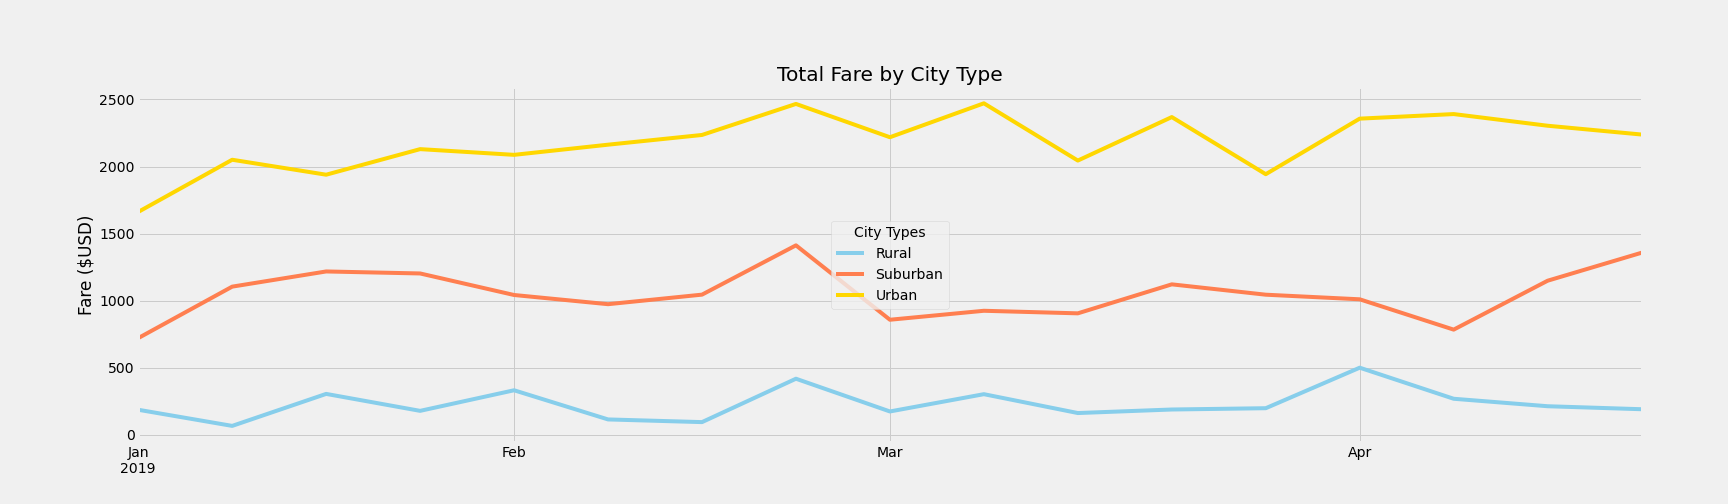 Total Fare by City Type
Fare ($USD)
2500
2000
1500
1000
500
0
City Types
Rural
Suburban
Urban
Jan
2019
Feb
Mar
Apr